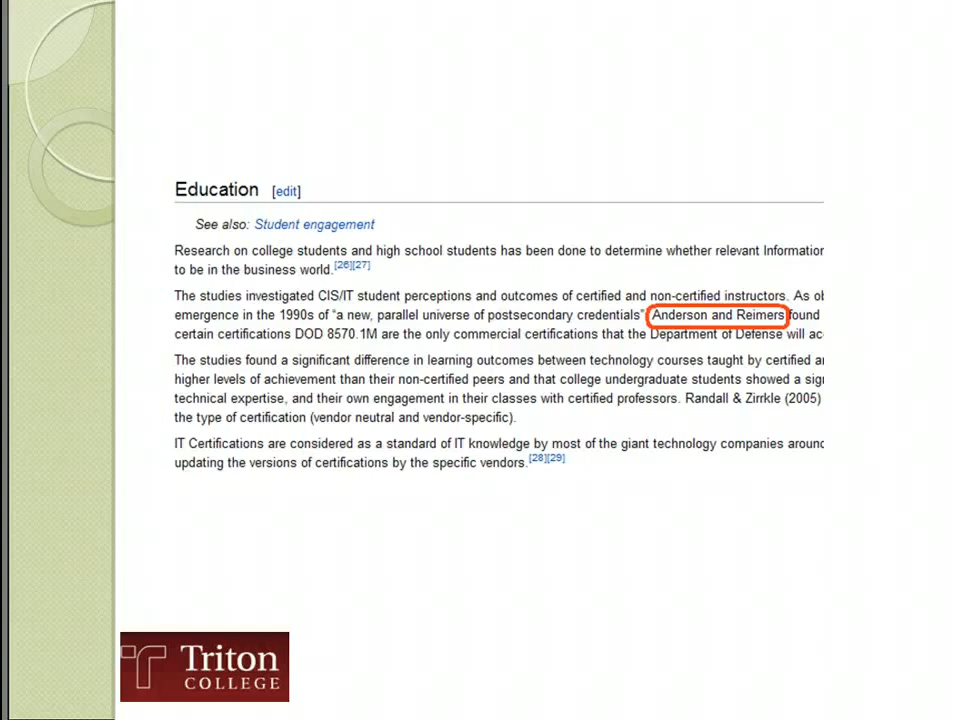 Education [edit]
See also: Student engagement
Research on college students and high school students has been done to determine whether relevant Information
to be in the business world.[26][27]
The studies investigated CIS/IT student perceptions and outcomes of certified and non-certified instructors. As ob
emergence in the 1990s of “a new, parallel universe of postsecondary credentials” Anderson and Reimers found
certain certifications DOD 8570.1M are the only commercial certifications that the Department of Defense will acc
The studies found a significant difference in learning outcomes between technology courses taught by certified a
higher levels of achievement than their non-certified peers and that college undergraduate students showed a sig
technical expertise, and their own engagement in their classes with certified professors. Randall & Zirrkle (2005)
the type of certification (vendor neutral and vendor-specific).
IT Certifications are considered as a standard of IT knowledge by most of the giant technology companies aroun
updating the versions of certifications by the specific vendors.[28][29]
Triton
COLLEGE